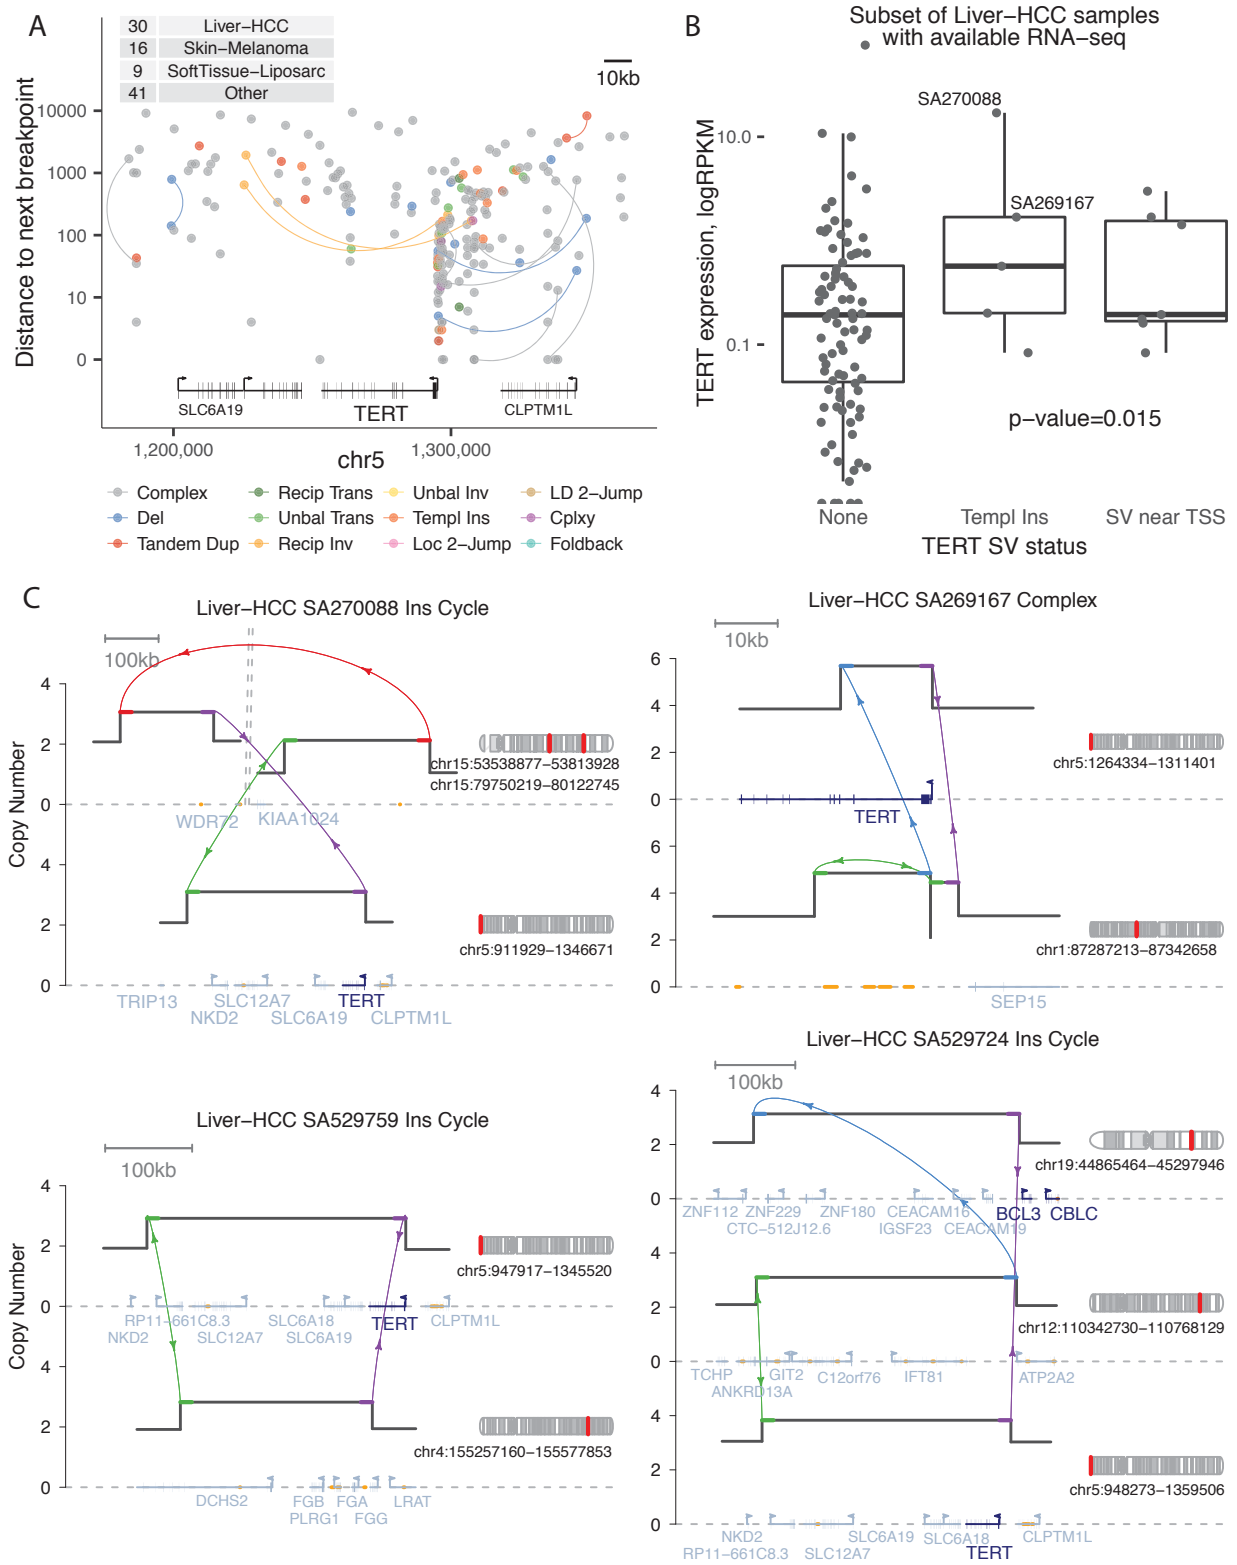 A
30 Liver−HCC
16 Skin−Melanoma
9 SoftTissue−Liposarc
41 Other
10kb
Distance to next breakpoint
10000
1000
100
10
0
SLC6A19
TERT
CLPTM1L
1,200,000
1,300,000
chr5
Complex
Recip Trans
Unbal Inv
LD 2−Jump
Del
Unbal Trans
Templ Ins
Cplxy
Tandem Dup
Recip Inv
Loc 2−Jump
Foldback
B
Subset of Liver−HCC samples
with available RNA−seq
TERT expression, logRPKM
10.0
0.1
SA270088
SA269167
p−value=0.015
None
Templ Ins
SV near TSS
TERT SV status
C
Liver−HCC SA270088 Ins Cycle
100kb
Copy Number
4
2
0
4
2
0
chr15:53538877−53813928
chr15:79750219−80122745
WDR72
KIAA1024
chr5:911929−1346671
TRIP13
SLC12A7
TERT
NKD2
SLC6A19
CLPTM1L
Liver−HCC SA269167 Complex
10kb
6
4
2
0
6
4
2
0
chr5:1264334−1311401
TERT
chr1:87287213−87342658
SEP15
Liver−HCC SA529759 Ins Cycle
100kb
Copy Number
4
2
0
4
2
0
chr5:947917−1345520
RP11−661C8.3
SLC6A18
TERT
CLPTM1L
NKD2
SLC12A7
SLC6A19
chr4:155257160−155577853
DCHS2
FGB
FGA
LRAT
PLRG1
FGG
Liver−HCC SA529724 Ins Cycle
100kb
4
2
0
4
2
0
4
2
0
chr19:44865464−45297946
ZNF112
ZNF229
ZNF180
CEACAM16
BCL3
CBLC
CTC−512J12.6
IGSF23
CEACAM19
chr12:110342730−110768129
TCHP
GIT2
C12orf76
IFT81
ATP2A2
ANKRD13A
chr5:948273−1359506
NKD2
SLC6A19
SLC6A18
CLPTM1L
RP11−661C8.3
SLC12A7
TERT